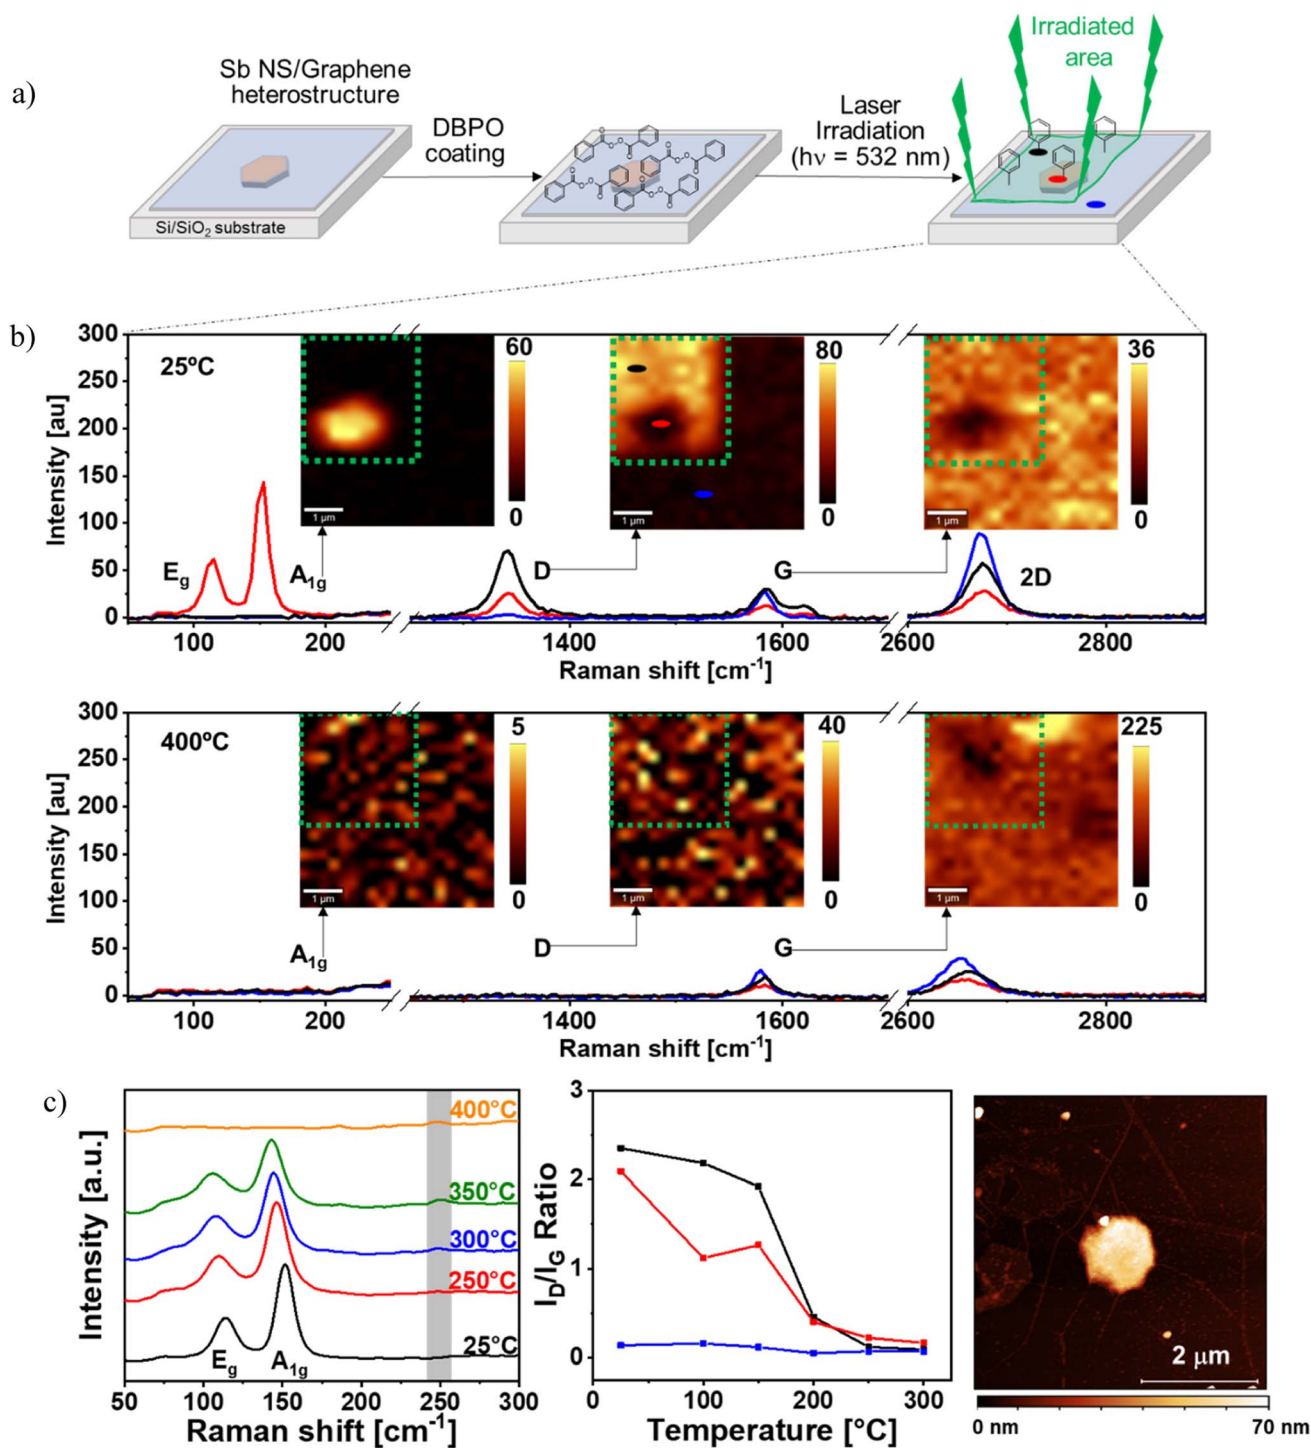 a)
Sb NS/Graphene
heterostructure
DBPO
coating
Laser
Irradiation
(hν = 532 nm)
Irradiated
area
Si/SiO2 substrate
b)
300
250
200
150
100
50
0
Intensity [au]
25ºC
Eg
A1g
D
G
2D
1 µm
60
0
1 µm
80
0
1 µm
36
0
100
200
1400
1600
2600
2800
Raman shift [cm-1]
300
250
200
150
100
50
0
Intensity [au]
400ºC
A1g
D
G
1 µm
5
0
1 µm
40
0
1 µm
225
0
100
200
1400
1600
2600
2800
Raman shift [cm-1]
c)
Intensity [a.u.]
400°C
350°C
300°C
250°C
25°C
Eg
A1g
50
100
150
200
250
300
Raman shift [cm-1]
ID/IG Ratio
3
2
1
0
0
100
200
300
Temperature [°C]
2 µm
0 nm
70 nm